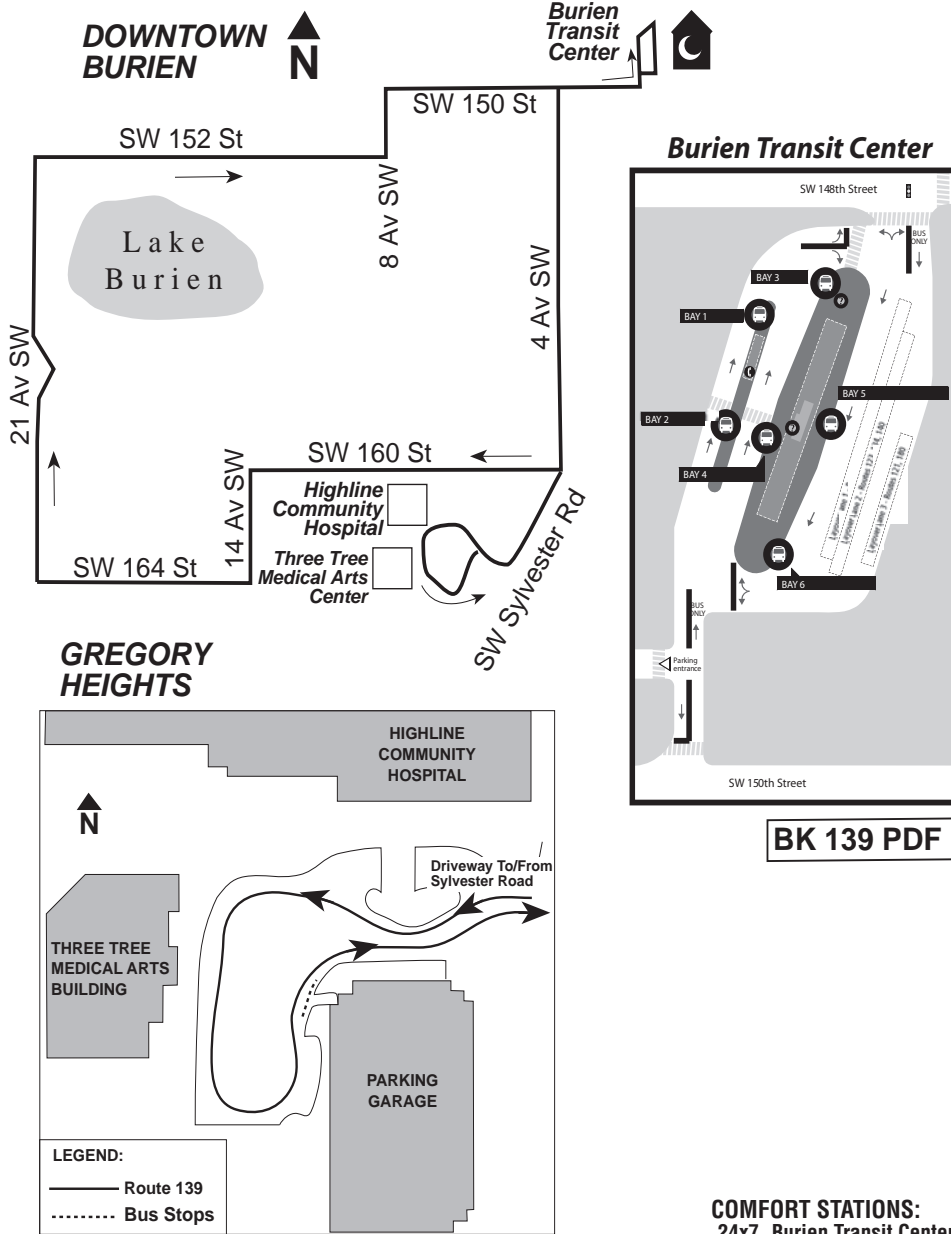 DOWNTOWN
BURIEN
N
Burien
Transit
Center
SW 150 St
SW 152 St
8 Av SW
Lake
Burien
4 Av SW
21 Av SW
SW 160 St
14 Av SW
Highline
Community
Hospital
Three Tree
Medical Arts
Center
SW 164 St
SW Sylvester Rd
GREGORY
HEIGHTS
Burien Transit Center
SW 148th Street
BUS
ONLY
BAY 3
BAY 1
BAY 5
BAY 2
BAY 4
BAY 6
BUS
ONLY
Parking
entrance
SW 150th Street
BK 139 PDF
HIGHLINE
COMMUNITY
HOSPITAL
N
Driveway To/From
Sylvester Road
THREE TREE
MEDICAL ARTS
BUILDING
PARKING
GARAGE
LEGEND:
Route 139
Bus Stops
COMFORT STATIONS:
24x7 Burien Transit Center